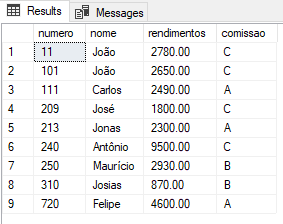 Results Messages
numero nome rendimentos comissao
1 11 João 2780.00 C
2 101 João 2650.00 C
3 111 Carlos 2490.00 A
4 209 José 1800.00 C
5 213 Jonas 2300.00 A
6 240 Antônio 9500.00 C
7 250 Maurício 2930.00 B
8 310 Josias 870.00 B
9 720 Felipe 4600.00 A